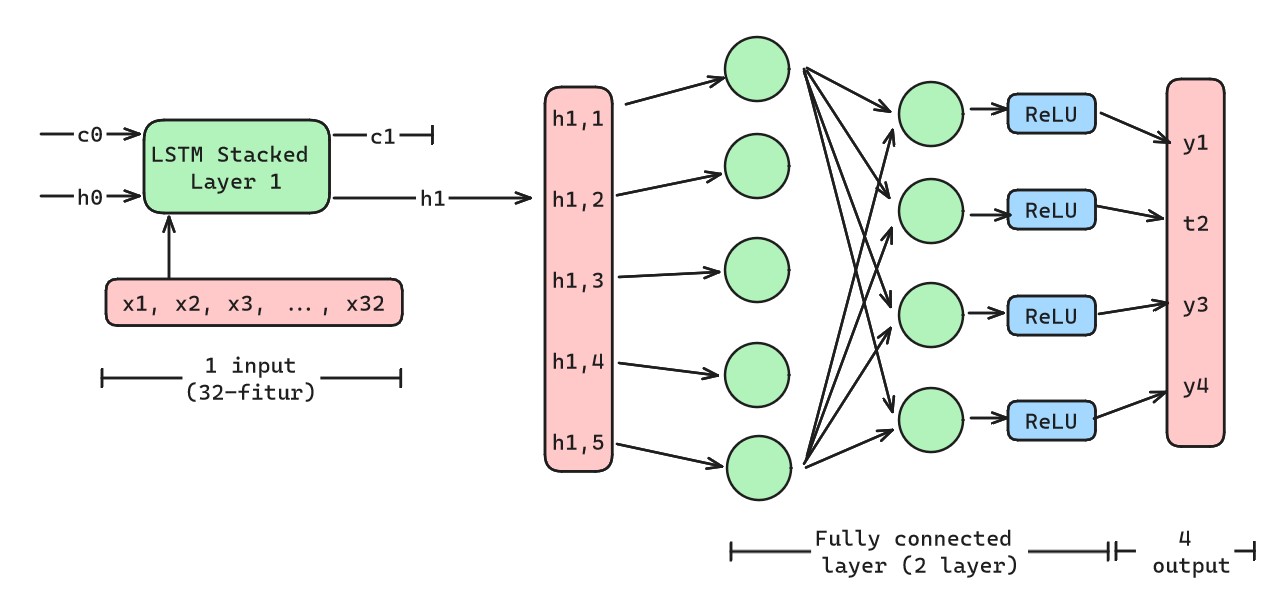 c0
h0
LSTM Stacked
Layer 1
c1
h1
x1, x2, x3, ..., x32
1 input
(32-fitur)
h1,1
h1,2
h1,3
h1,4
h1,5
ReLU
ReLU
ReLU
ReLU
y1
t2
y3
y4
Fully connected
layer (2 layer)
4
output